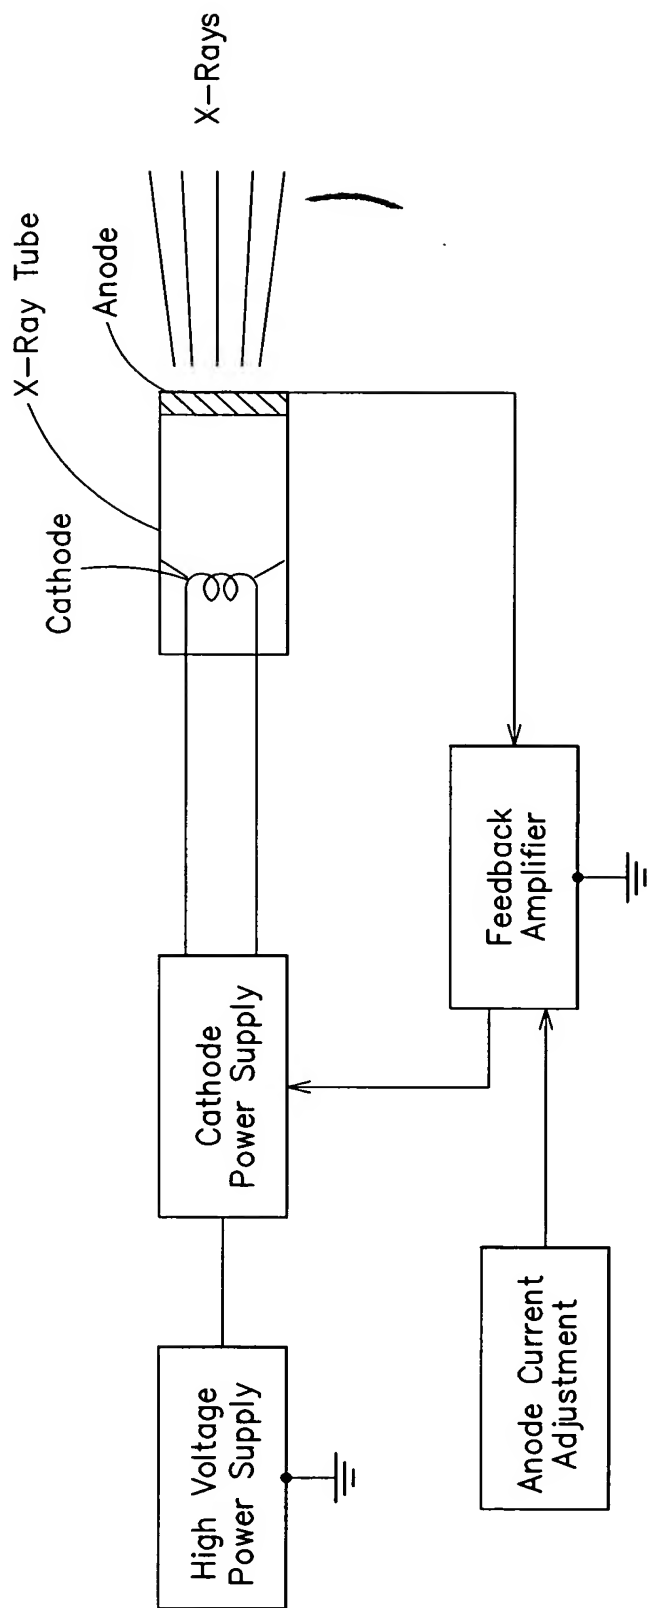 X-Ray Tube
Cathode
Anode
X-Rays
High Voltage
Power Supply
Cathode
Power Supply
Feedback
Amplifier
Anode Current
Adjustment